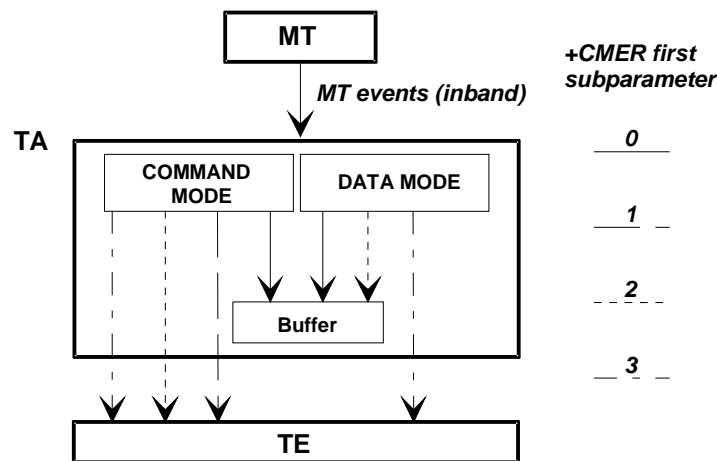 MT
+CMER first
subparameter
MT events (inband)
TA
0
COMMAND
MODE
DATA MODE
1
2
Buffer
3
TE